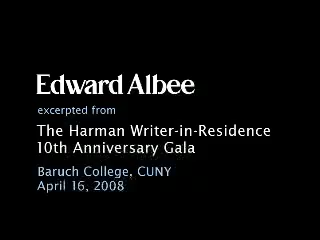 Edward Albee
excerpted from
The Harman Writer-in-Residence
10th Anniversary Gala
Baruch College, CUNY
April 16, 2008